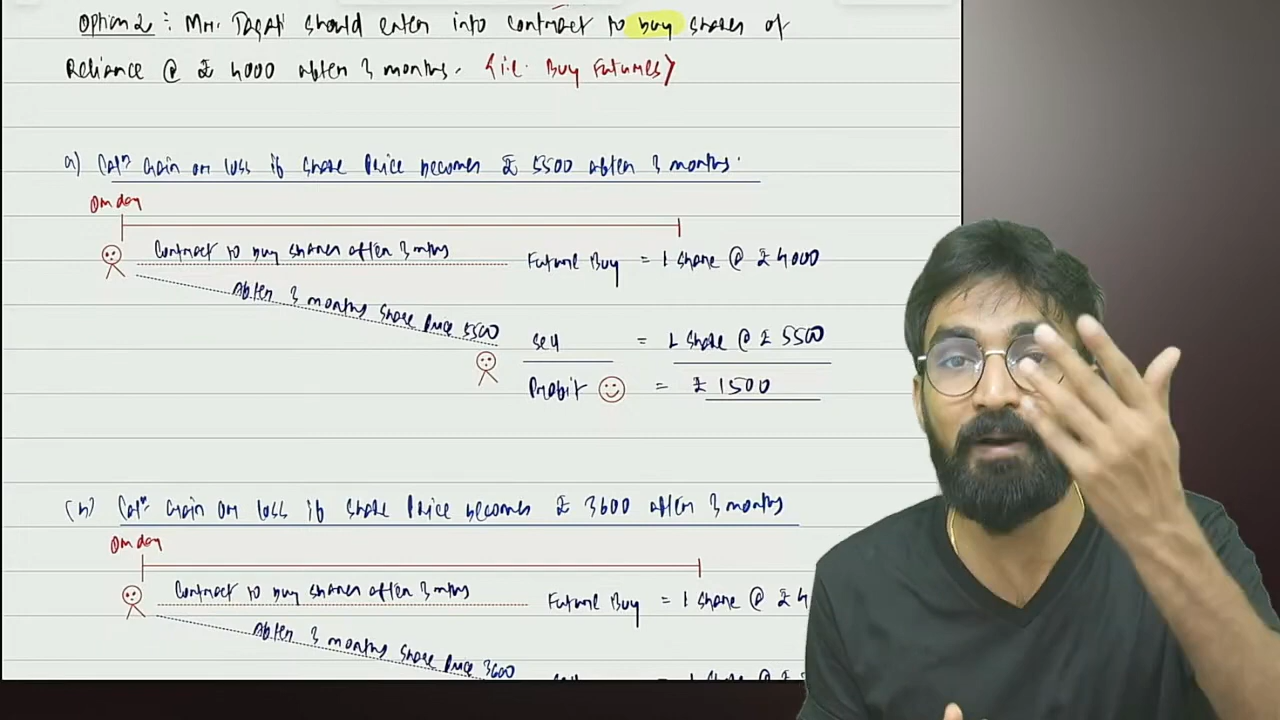 Option 2 : Mr. Jagat should enter into contract to buy shares of
Reliance @ ₹ 4000 after 3 months. {i.e. Buy Futures}
a) Calⁿ Gain or loss if share Price becomes ₹ 5500 after 3 months.
0m day
Contract to buy shares after 3 mths
Future Buy = 1 share @ ₹ 4000
After 3 months share price 5500
Sell = 1 share @ ₹ 5500
Profit = ₹ 1500
(b) Calⁿ Gain or loss if share Price becomes ₹ 3600 after 3 months
0m day
Contract to buy shares after 3 mths
Future Buy = 1 share @ ₹ 4
After 3 months share price 3600